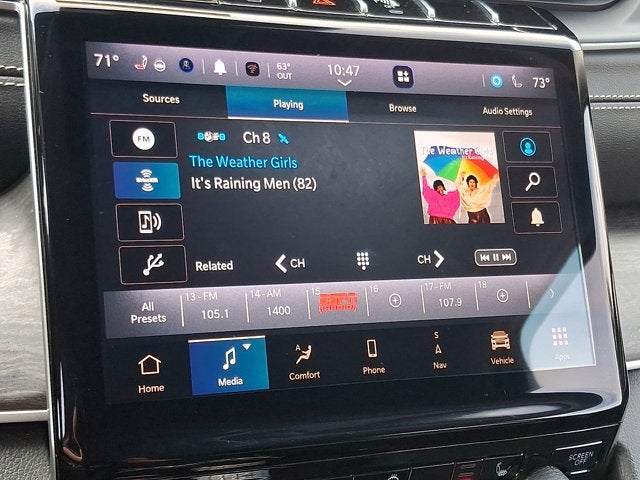 71°
63°
OUT
10:47
73°
Sources
Playing
Browse
Audio Settings
FM
Ch 8
The Weather Girls
It's Raining Men (82)
The Weather Girls
Related
CH
CH
All
Presets
13 - FM
105.1
14 - AM
1400
15
16
17 - FM
107.9
18
Home
Media
Comfort
Phone
S
Nav
Vehicle
Apps
SCREEN
OFF